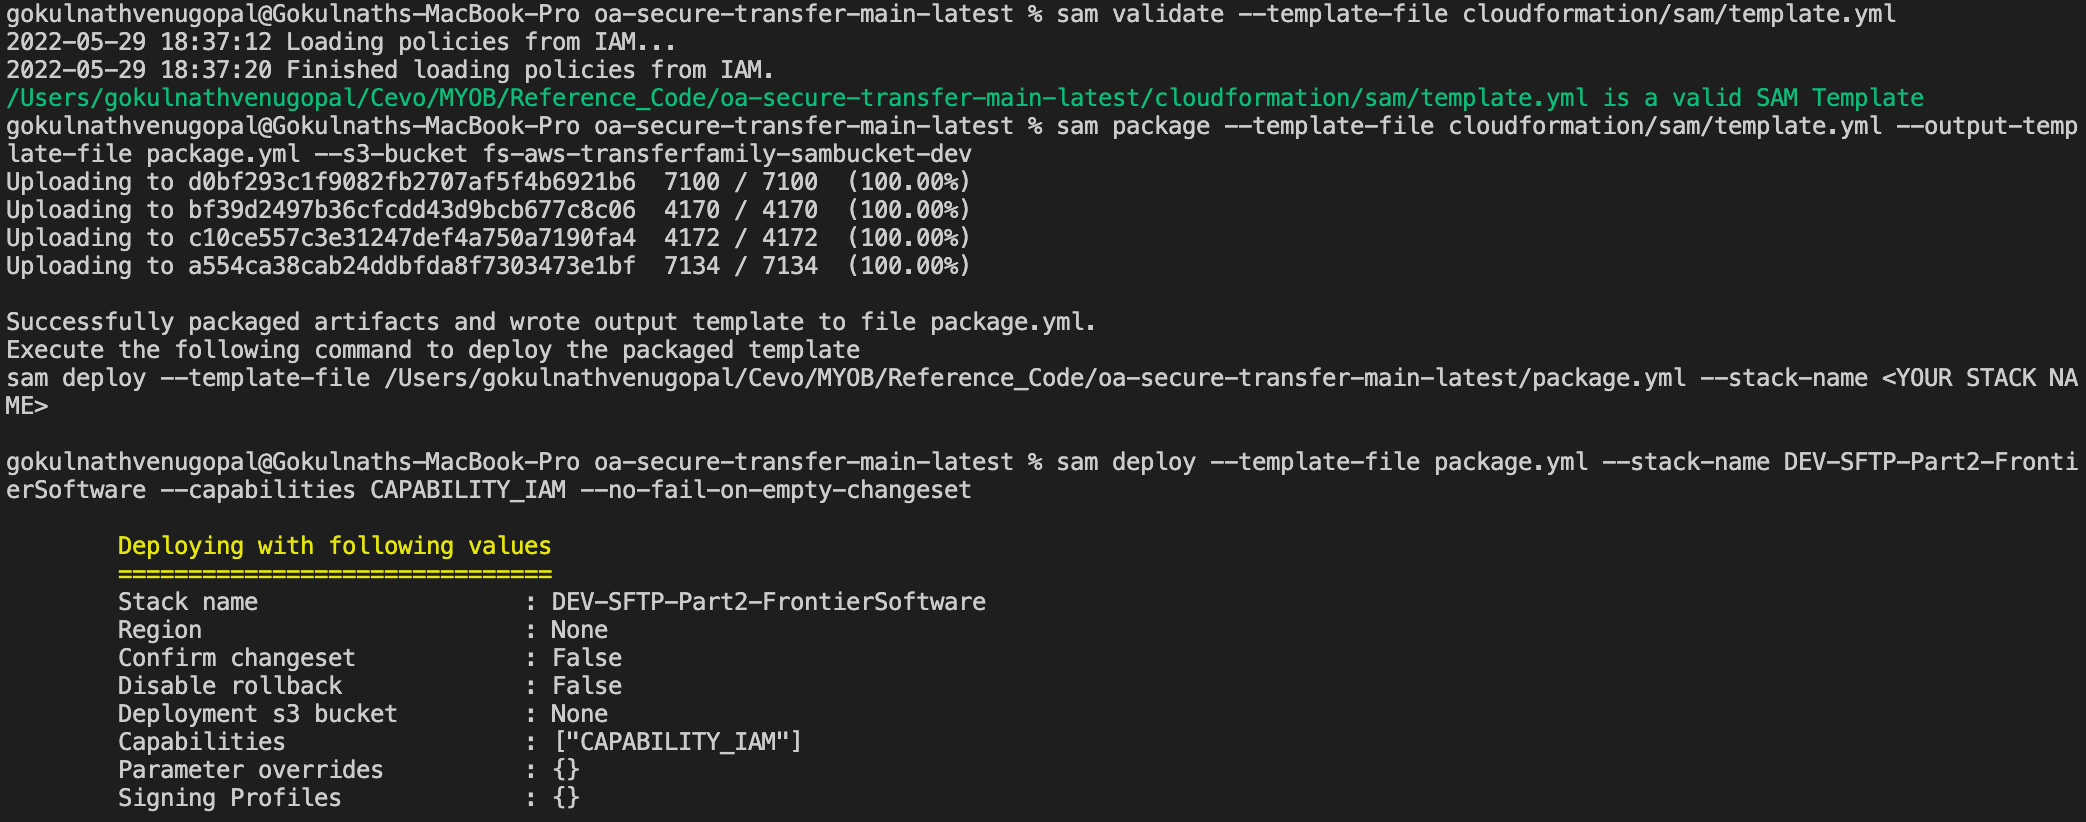 gokulnathvenugopal@Gokulnaths-MacBook-Pro oa-secure-transfer-main-latest % sam validate --template-file cloudformation/sam/template.yml
2022-05-29 18:37:12 Loading policies from IAM...
2022-05-29 18:37:20 Finished loading policies from IAM.
/Users/gokulnathvenugopal/Cevo/MYOB/Reference_Code/oa-secure-transfer-main-latest/cloudformation/sam/template.yml is a valid SAM Template
gokulnathvenugopal@Gokulnaths-MacBook-Pro oa-secure-transfer-main-latest % sam package --template-file cloudformation/sam/template.yml --output-temp
late-file package.yml --s3-bucket fs-aws-transferfamily-sambucket-dev
Uploading to d0bf293c1f9082fb2707af5f4b6921b6  7100 / 7100  (100.00%)
Uploading to bf39d2497b36cfcdd43d9bcb677c8c06  4170 / 4170  (100.00%)
Uploading to c10ce557c3e31247def4a750a7190fa4  4172 / 4172  (100.00%)
Uploading to a554ca38cab24ddbfda8f7303473e1bf  7134 / 7134  (100.00%)
Successfully packaged artifacts and wrote output template to file package.yml.
Execute the following command to deploy the packaged template
sam deploy --template-file /Users/gokulnathvenugopal/Cevo/MYOB/Reference_Code/oa-secure-transfer-main-latest/package.yml --stack-name <YOUR STACK NA
ME>
gokulnathvenugopal@Gokulnaths-MacBook-Pro oa-secure-transfer-main-latest % sam deploy --template-file package.yml --stack-name DEV-SFTP-Part2-Fronti
erSoftware --capabilities CAPABILITY_IAM --no-fail-on-empty-changeset
Deploying with following values
===============================
Stack name                   : DEV-SFTP-Part2-FrontierSoftware
Region                       : None
Confirm changeset            : False
Disable rollback             : False
Deployment s3 bucket         : None
Capabilities                 : ["CAPABILITY_IAM"]
Parameter overrides          : {}
Signing Profiles             : {}